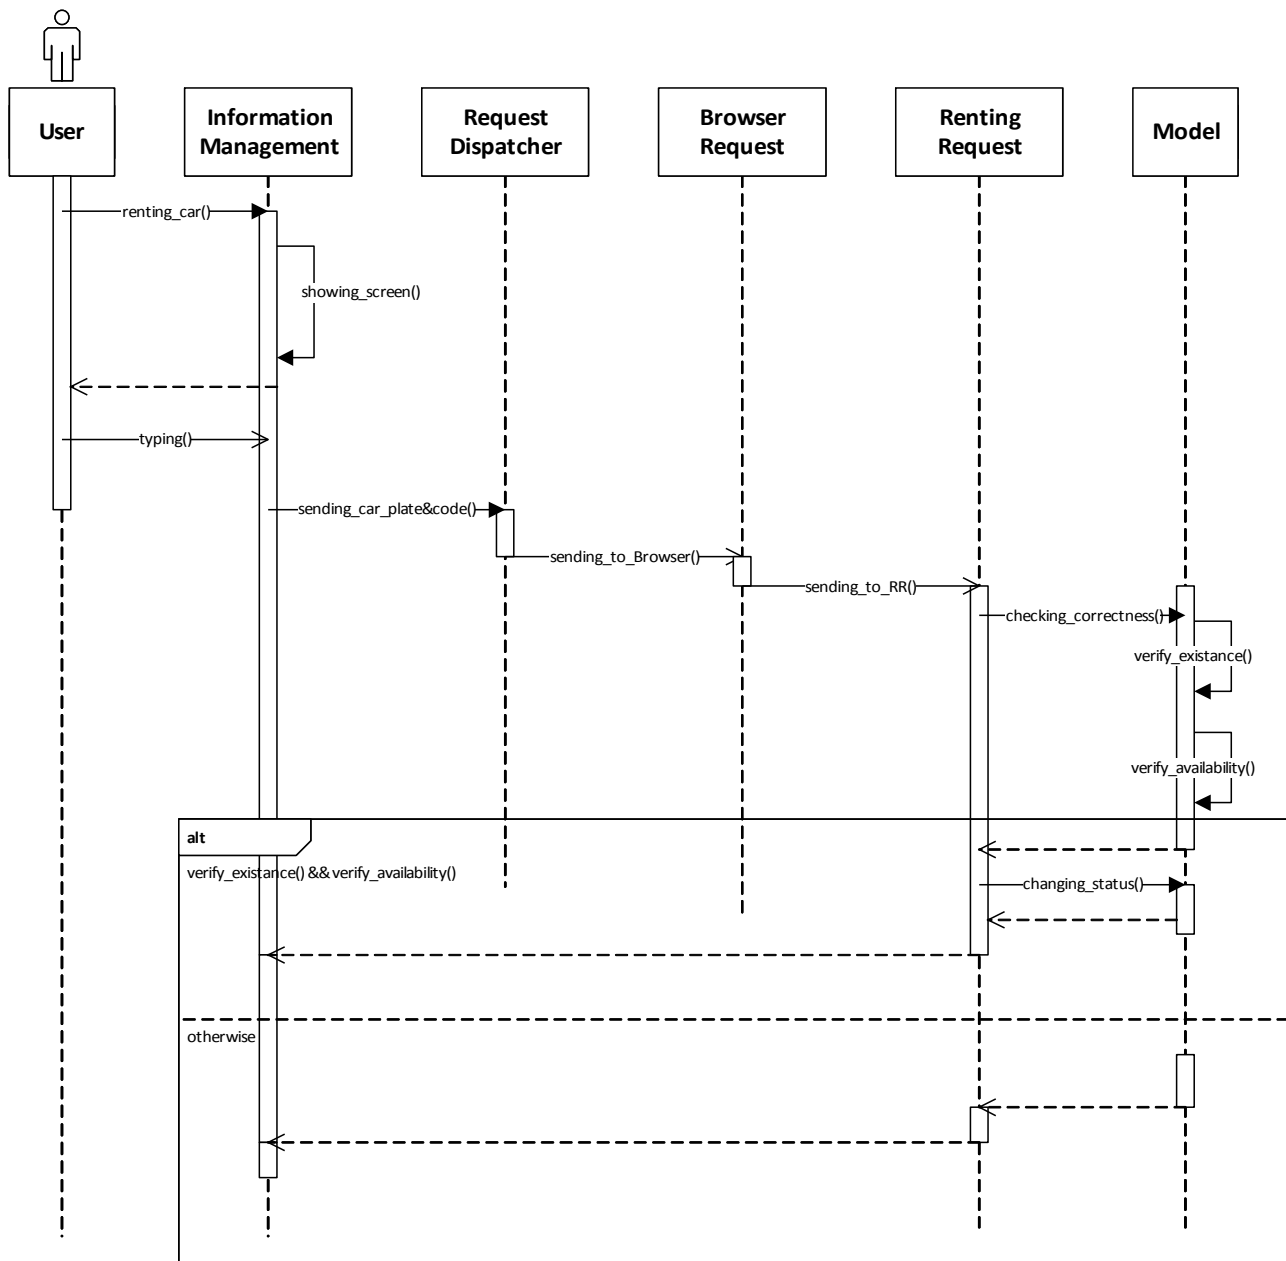 User
Information
Management
Request
Dispatcher
Browser
Request
Renting
Request
Model
renting_car()
showing_screen()
typing()
sending_car_plate&code()
sending_to_Browser()
sending_to_RR()
checking_correctness()
verify_existance()
verify_availability()
alt
verify_existance() && verify_availability()
changing_status()
otherwise